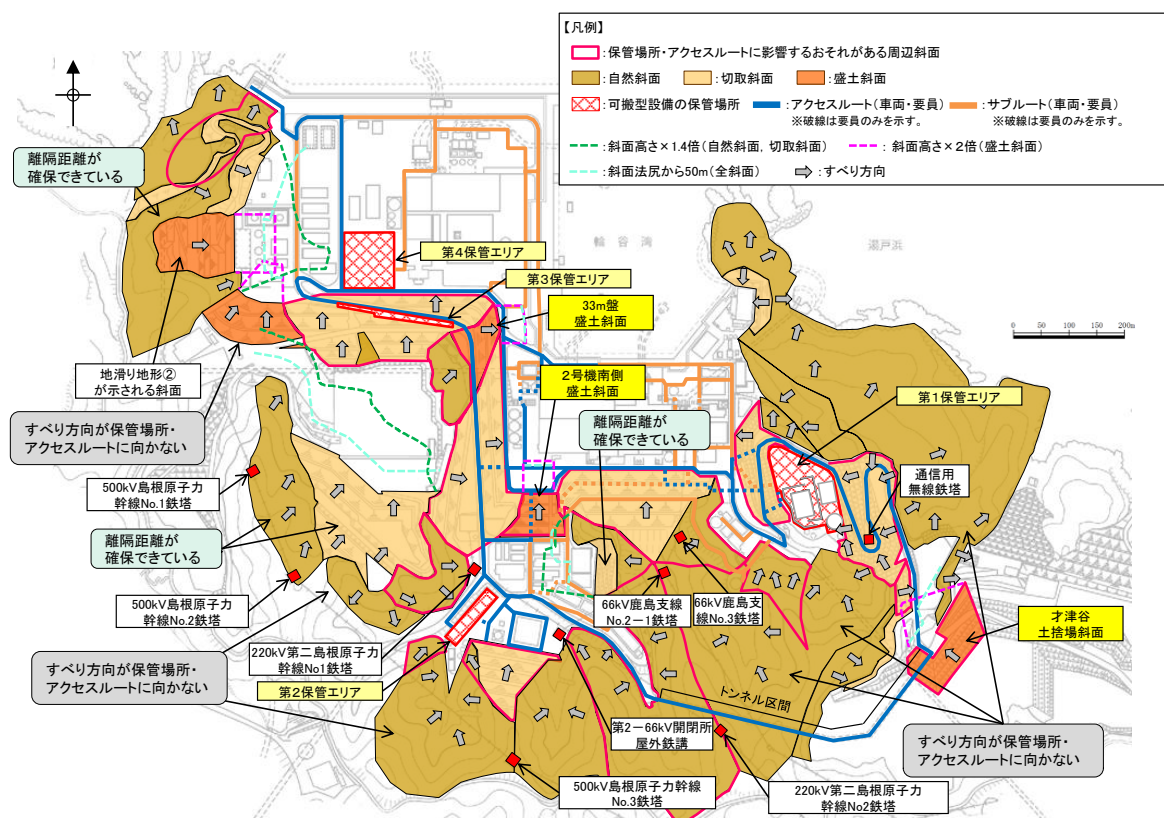 【凡例】
：保管場所・アクセスルートに影響するおそれがある周辺斜面
：自然斜面
：切取斜面
：盛土斜面
：可搬型設備の保管場所
：アクセスルート(車両・要員)
※破線は要員のみを示す。
：サブルート(車両・要員)
※破線は要員のみを示す。
：斜面高さ×1.4倍(自然斜面，切取斜面)
：斜面高さ×２倍(盛土斜面)
：斜面法尻から50m(全斜面)
：すべり方向
離隔距離が
確保できている
第4保管エリア
第3保管エリア
33m盤
盛土斜面
輪谷湾
湯戸浜
0 50 100 150 200m
地滑り地形②
が示される斜面
２号機南側
盛土斜面
第1保管エリア
すべり方向が保管場所・
アクセスルートに向かない
離隔距離が
確保できている
通信用
無線鉄塔
500kV島根原子力
幹線No.1鉄塔
離隔距離が
確保できている
500kV島根原子力
幹線No.2鉄塔
66kV鹿島支線
No.2－1鉄塔
66kV鹿島支
線No.3鉄塔
才津谷
土捨場斜面
220kV第二島根原子力
幹線No1鉄塔
すべり方向が保管場所・
アクセスルートに向かない
第2保管エリア
トンネル区間
第2－66kV開閉所
屋外鉄講
すべり方向が保管場所・
アクセスルートに向かない
500kV島根原子力幹線
No.3鉄塔
220kV第二島根原子力
幹線No2鉄塔